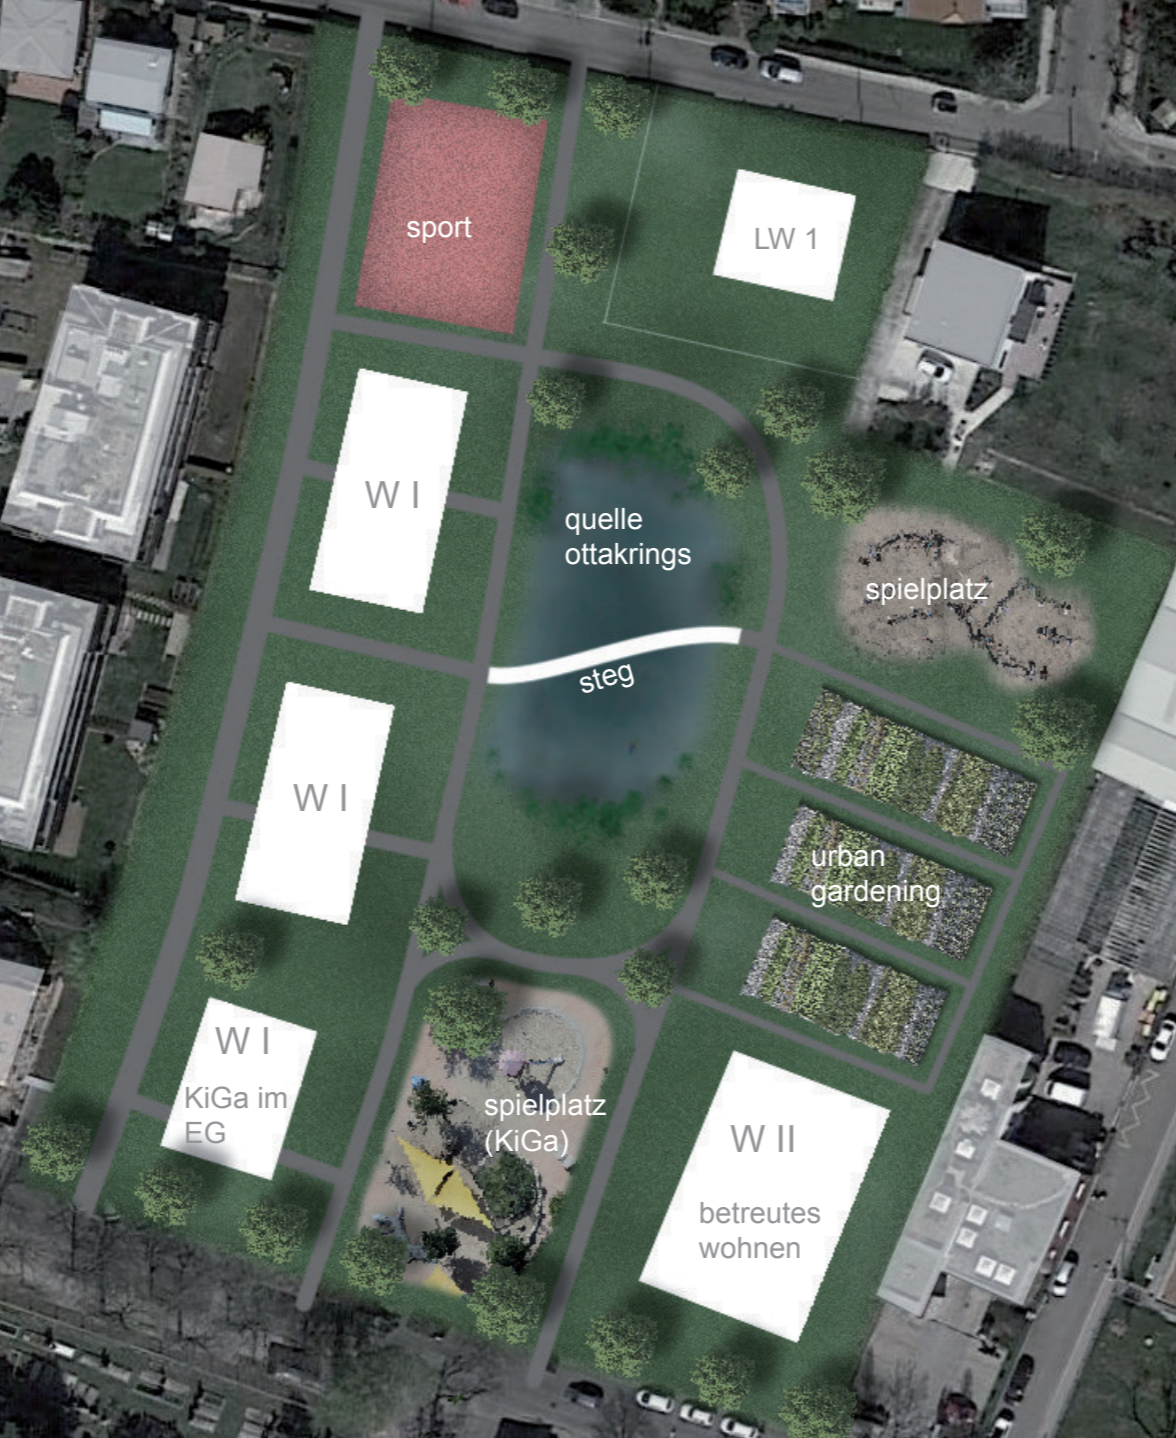 sport
LW 1
W I
quelle
ottakrings
spielplatz
steg
W I
urban
gardening
W I
KiGa im
EG
spielplatz
(KiGa)
W II
betreutes
wohnen